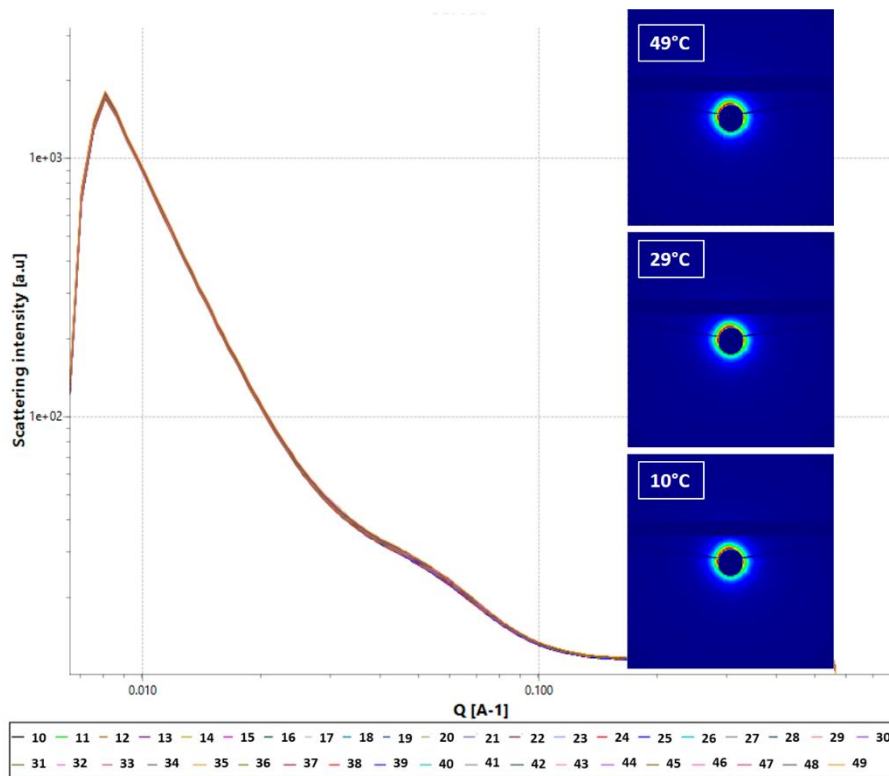 49°C
1e+03
29°C
Scattering intensity [a.u]
1e+02
10°C
0.010
0.100
Q [A-1]
10 11 12 13 14 15 16 17 18 19 20 21 22 23 24 25 26 27 28 29 30
31 32 33 34 35 36 37 38 39 40 41 42 43 44 45 46 47 48 49